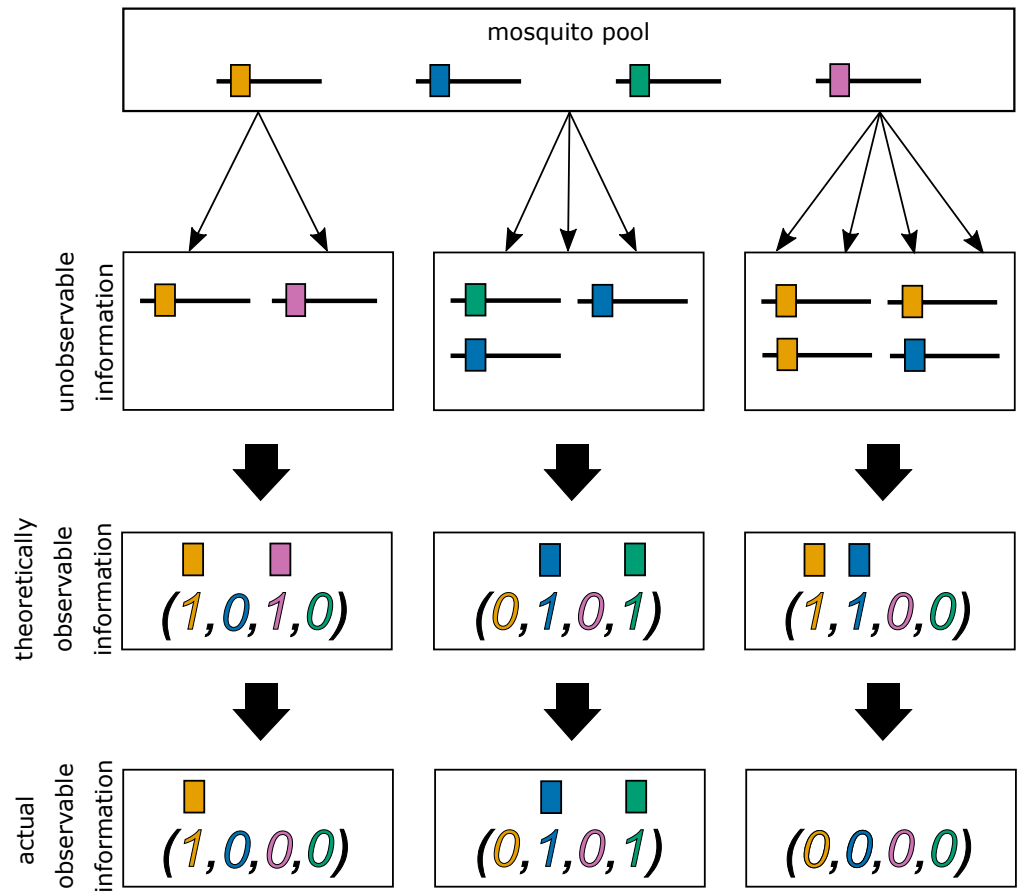 mosquito pool
unobservable
information
theoretically
observable
information
(1,0,1,0)
(0,1,0,1)
(1,1,0,0)
actual
observable
information
(1,0,0,0)
(0,1,0,1)
(0,0,0,0)